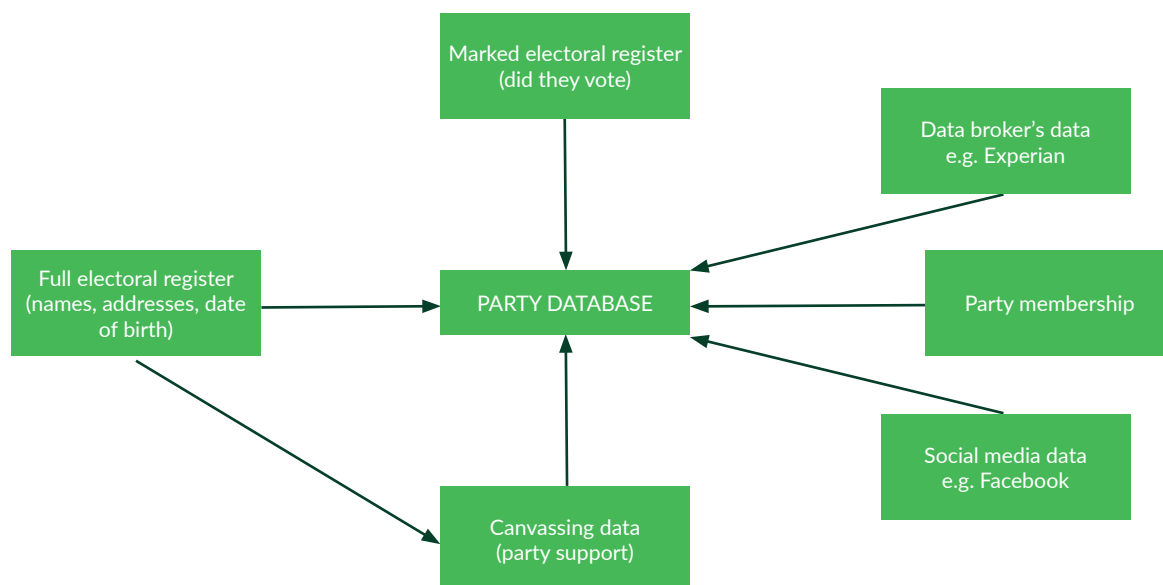 Marked electoral register
(did they vote)
Data broker’s data
e.g. Experian
Full electoral register
(names, addresses, date
of birth)
PARTY DATABASE
Party membership
Social media data
e.g. Facebook
Canvassing data
(party support)